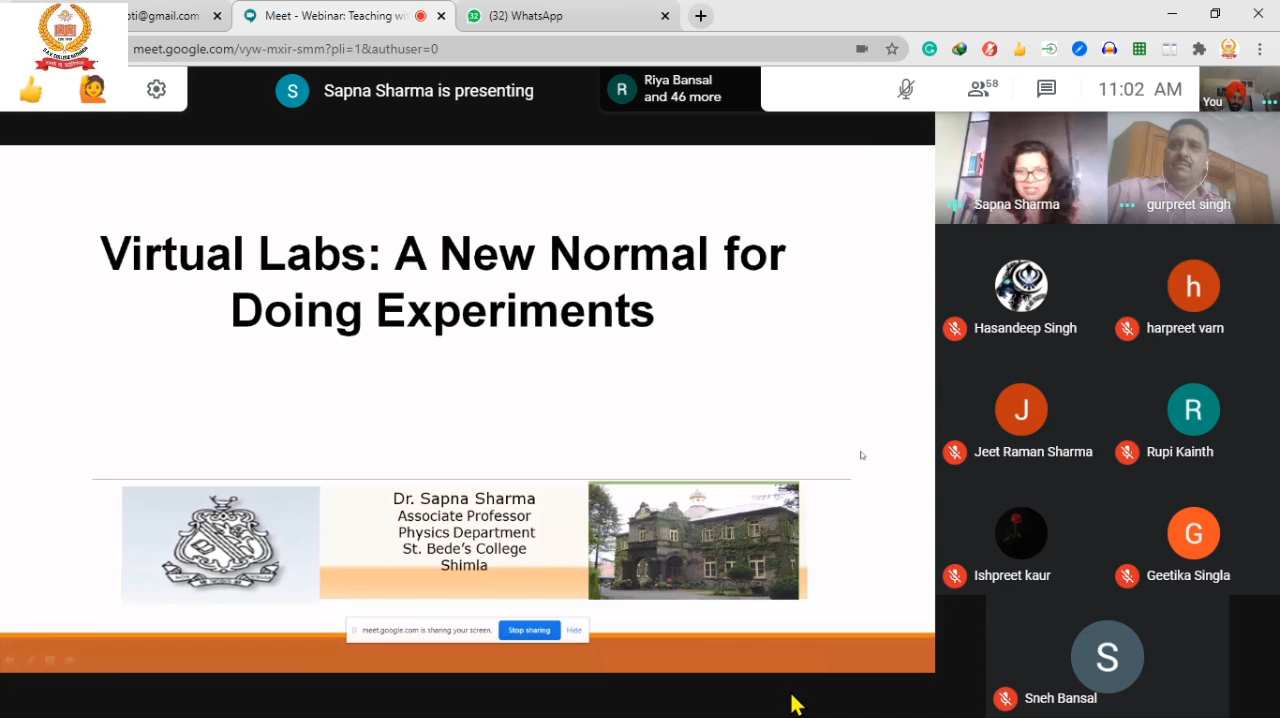 oti@gmail.com
Meet - Webinar: Teaching wi
(32) WhatsApp
meet.google.com/vyw-mxir-smm?pli=1&authuser=0
S
Sapna Sharma is presenting
R
Riya Bansal
and 46 more
58
11:02 AM
You
Virtual Labs: A New Normal for
Doing Experiments
Dr. Sapna Sharma
Associate Professor
Physics Department
St. Bede's College
Shimla
meet.google.com is sharing your screen.
Stop sharing
Hide
Sapna Sharma
gurpreet singh
Hasandeep Singh
h
harpreet varn
J
Jeet Raman Sharma
R
Rupi Kainth
Ishpreet kaur
G
Geetika Singla
S
Sneh Bansal